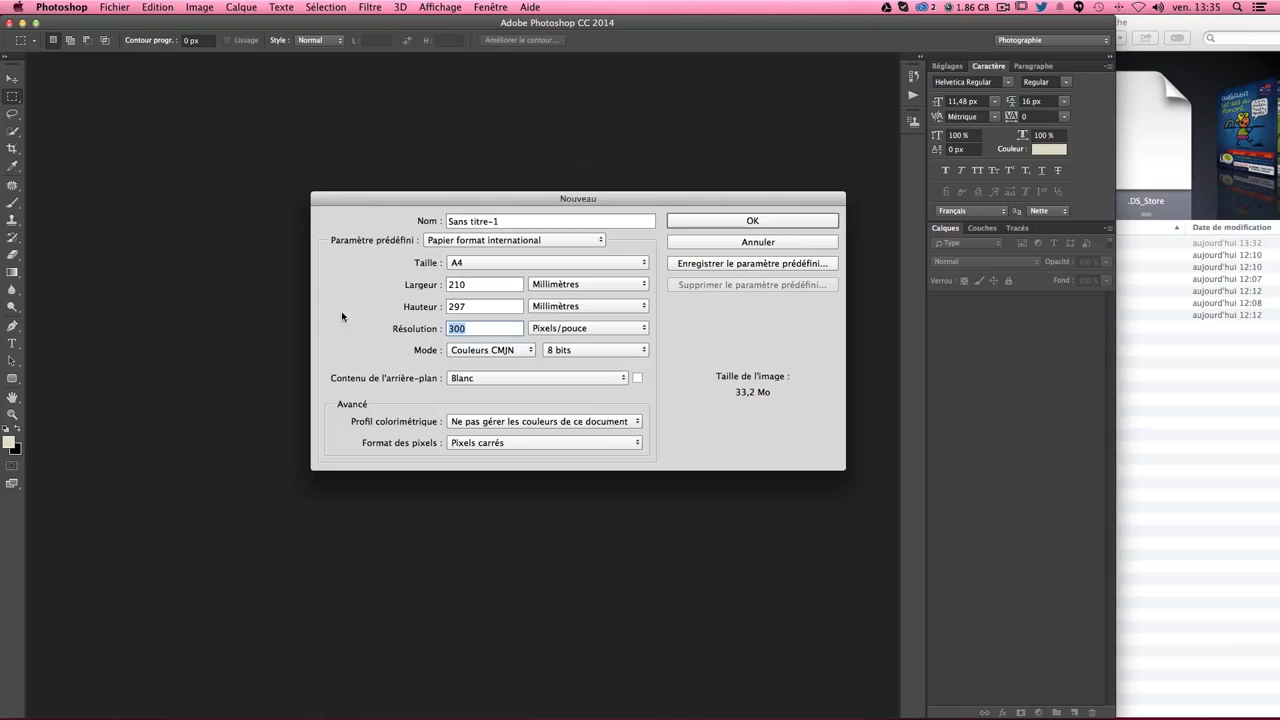 Photoshop Fichier Edition Image Calque Texte Sélection Filtre 3D Affichage Fenêtre Aide 2 1.86 GB ven. 13:35
Adobe Photoshop CC 2014
Contour progr. : 0 px Lissage Style : Normal L : H : Améliorer le contour... Photographie
Réglages Caractère Paragraphe
Helvetica Regular Regular
11,48 px 16 px
Métrique 0
100 % 100 %
0 px Couleur :
Français Nette
Calques Couches Tracés
Type
Normal Opacité : 100 %
Verrou : Fond : 100 %
Nouveau
Nom : Sans titre-1
Paramètre prédéfini : Papier format international
Taille : A4
Largeur : 210 Millimètres
Hauteur : 297 Millimètres
Résolution : 300 Pixels/pouce
Mode : Couleurs CMJN 8 bits
Contenu de l'arrière-plan : Blanc
Avancé
Profil colorimétrique : Ne pas gérer les couleurs de ce document
Format des pixels : Pixels carrés
OK
Annuler
Enregistrer le paramètre prédéfini...
Supprimer le paramètre prédéfini...
Taille de l'image :
33,2 Mo
.DS_Store
Date de modification
aujourd'hui 13:32
aujourd'hui 12:10
aujourd'hui 12:10
aujourd'hui 12:07
aujourd'hui 12:12
aujourd'hui 12:08
aujourd'hui 12:12